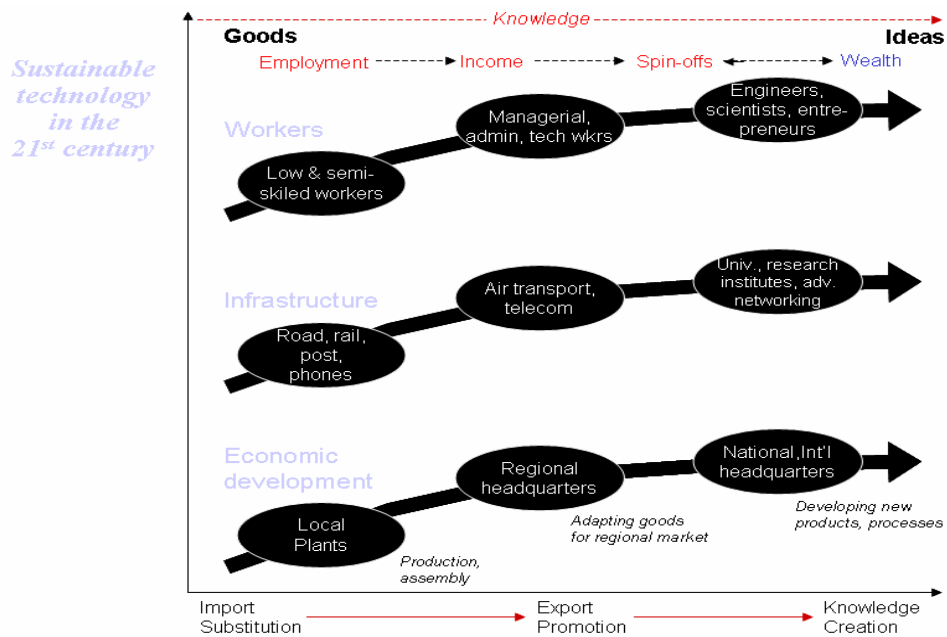 Knowledge
Goods
Ideas
Employment
Income
Spin-offs
Wealth
Sustainable
technology
in the
21st century
Workers
Low & semi-
skiled workers
Managerial,
admin, tech wkrs
Engineers,
scientists, entre-
preneurs
Infrastructure
Road, rail,
post,
phones
Air transport,
telecom
Univ., research
institutes, adv.
networking
Economic
development
Local
Plants
Regional
headquarters
National,Int'l
headquarters
Production,
assembly
Adapting goods
for regional market
Developing new
products, processes
Import
Substitution
Export
Promotion
Knowledge
Creation